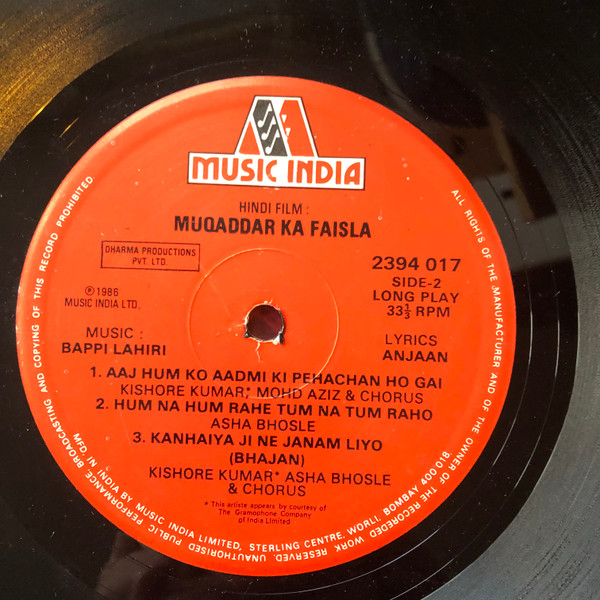 MUSIC INDIA
HINDI FILM :
MUQADDAR KA FAISLA
DHARMA PRODUCTIONS
PVT. LTD.
2394 017
SIDE-2
LONG PLAY
33⅓ RPM
℗ 1986
MUSIC INDIA LTD.
MUSIC :
BAPPI LAHIRI
LYRICS
ANJAAN
1. AAJ HUM KO AADMI KI PEHACHAN HO GAI
KISHORE KUMAR* MOHD AZIZ & CHORUS
2. HUM NA HUM RAHE TUM NA TUM RAHO
ASHA BHOSLE
3. KANHAIYA JI NE JANAM LIYO
(BHAJAN)
KISHORE KUMAR* ASHA BHOSLE
& CHORUS
* This artiste appears by courtesy of
The Gramophone Company
of India Limited
ALL RIGHTS OF THE MANUFACTURER AND OF THE OWNER OF THE RECORDED WORK RESERVED. UNAUTHORISED PUBLIC PERFORMANCE, BROADCASTING AND COPYING OF THIS RECORD PROHIBITED.
MFD. IN INDIA BY MUSIC INDIA LIMITED, STERLING CENTRE, WORLI, BOMBAY 400 018